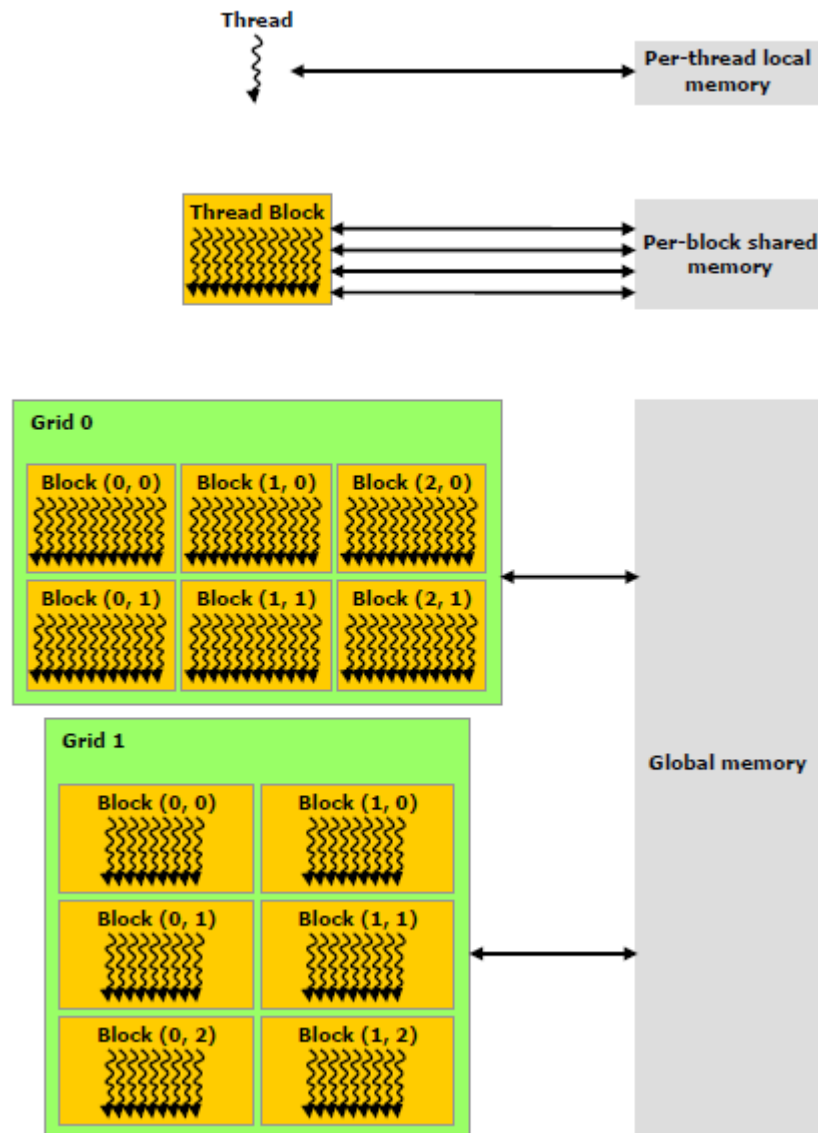 Thread
Per-thread local
memory
Thread Block
Per-block shared
memory
Grid 0
Block (0, 0) Block (1, 0) Block (2, 0)
Block (0, 1) Block (1, 1) Block (2, 1)
Grid 1
Global memory
Block (0, 0) Block (1, 0)
Block (0, 1) Block (1, 1)
Block (0, 2) Block (1, 2)